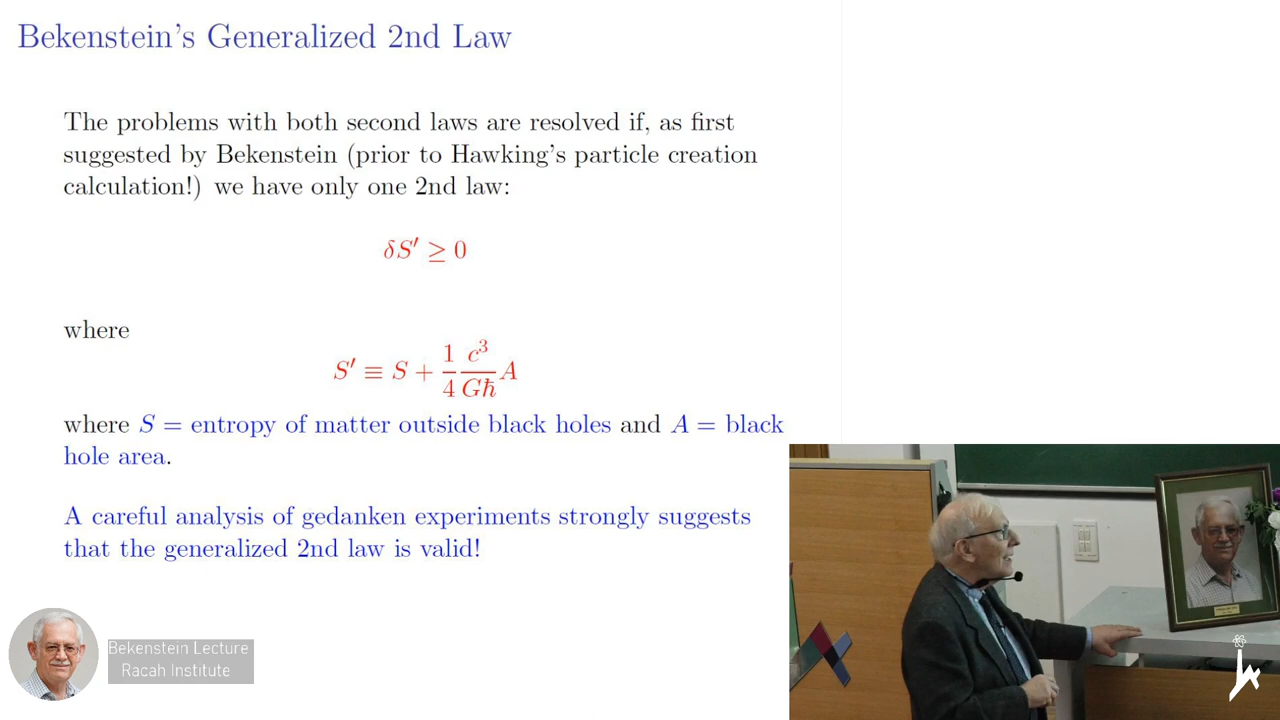 Bekenstein's Generalized 2nd Law
The problems with both second laws are resolved if, as first
suggested by Bekenstein (prior to Hawking's particle creation
calculation!) we have only one 2nd law:
δS′ ≥ 0
where
S′ ≡ S + 1/4 c³/Għ A
where S = entropy of matter outside black holes and A = black
hole area.
A careful analysis of gedanken experiments strongly suggests
that the generalized 2nd law is valid!
Bekenstein Lecture
Racah Institute